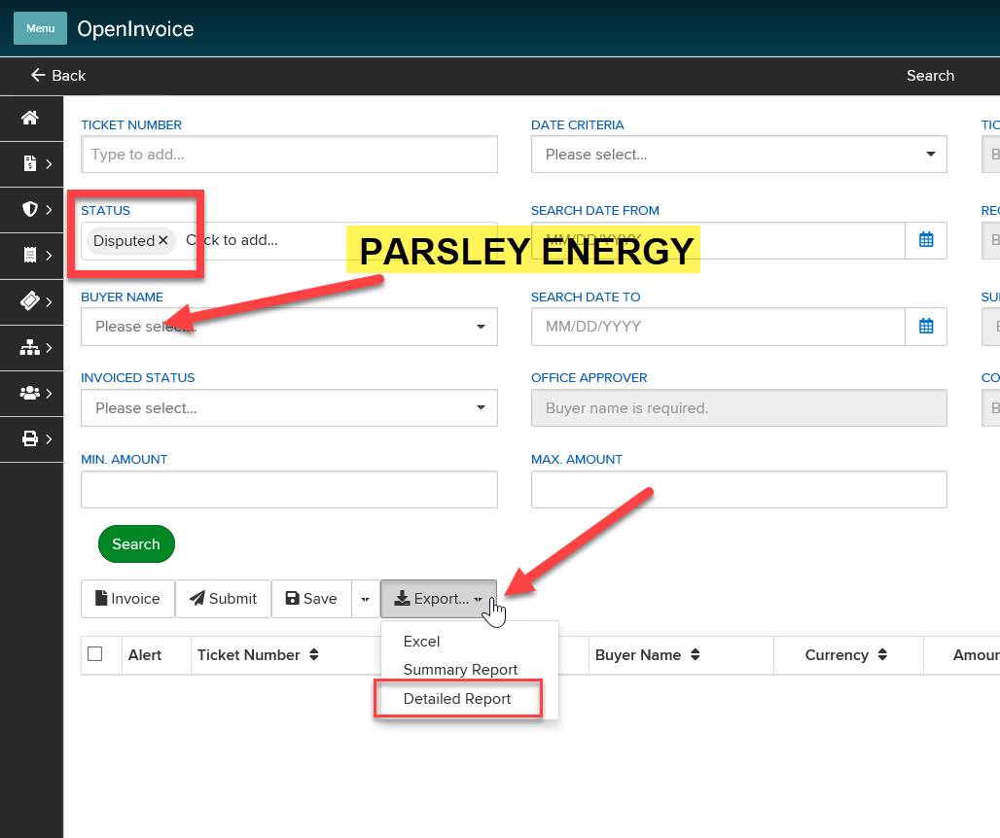 Menu OpenInvoice
Back Search
TICKET NUMBER DATE CRITERIA TIC
Type to add... Please select... B
STATUS SEARCH DATE FROM REC
Disputed × Click to add... MM/DD/YYYY B
PARSLEY ENERGY
BUYER NAME SEARCH DATE TO SU
Please select... MM/DD/YYYY B
INVOICED STATUS OFFICE APPROVER CO
Please select... Buyer name is required. B
MIN. AMOUNT MAX. AMOUNT
Search
Invoice Submit Save Export...
Excel
Alert Ticket Number Buyer Name Currency Amour
Summary Report
Detailed Report